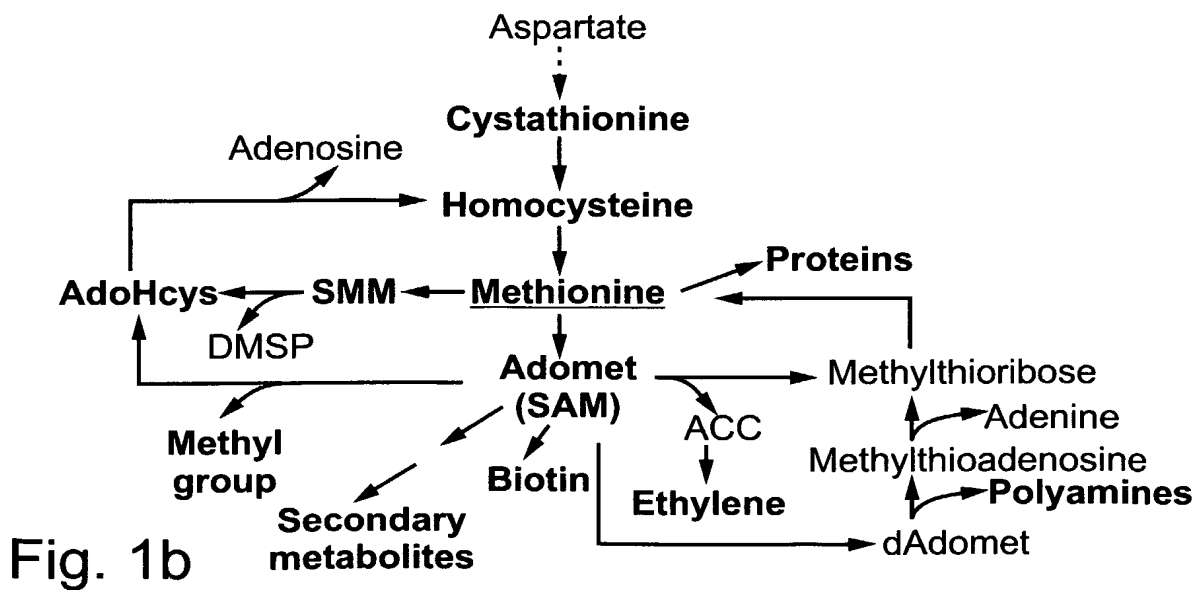 Aspartate
Cystathionine
Adenosine
Homocysteine
Proteins
AdoHcys
SMM
Methionine
DMSP
Adomet
(SAM)
Methylthioribose
Methyl
group
ACC
Adenine
Biotin
Methylthioadenosine
Ethylene
Polyamines
Secondary
metabolites
dAdomet
Fig. 1b